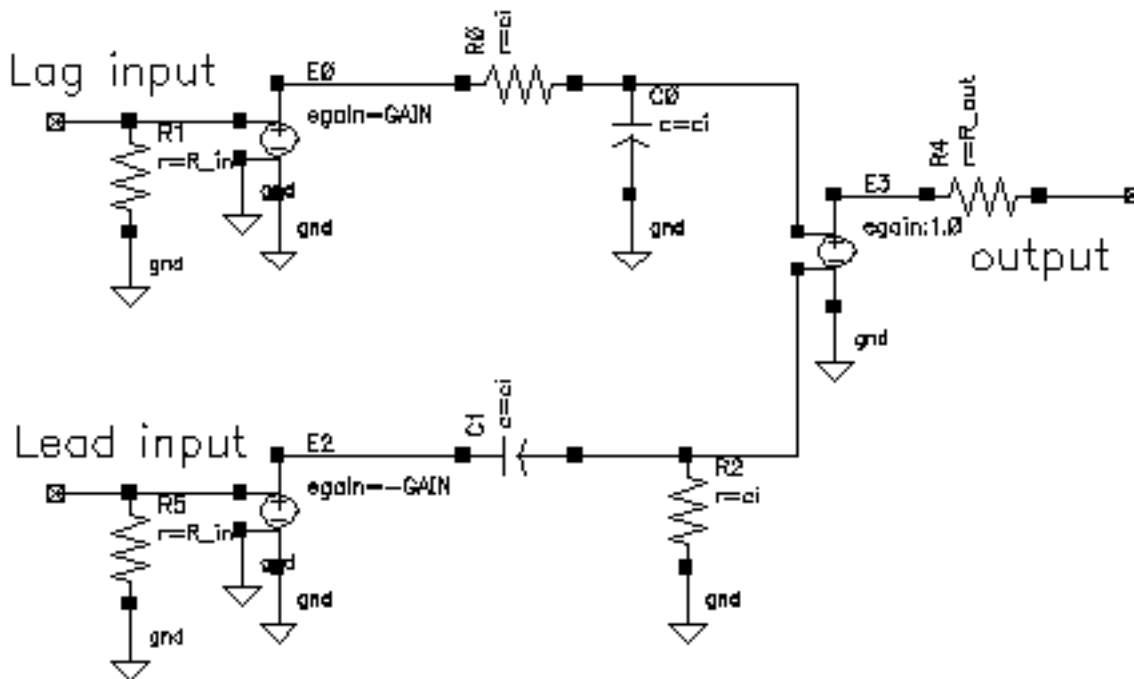 Lag input
R1
r=R_in
gnd
gnd
gnd
E0
egain=GAIN
R0
r=ci
C0
c=ci
gnd
E3
egain:1.0
gnd
R4
r=R_out
output
Lead input
R5
r=R_in
gnd
gnd
gnd
E2
egain=-GAIN
C1
c=ci
R2
r=ci
gnd